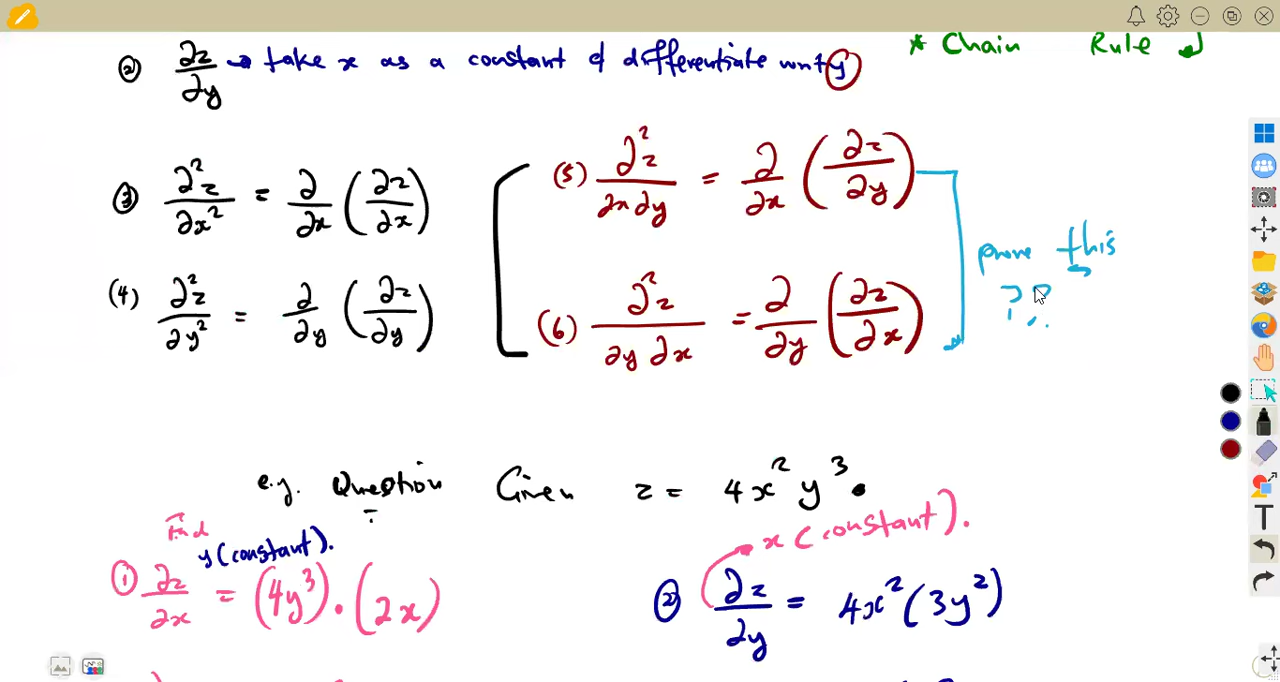 * Chain Rule
② ∂z/∂y → take x as a constant & differentiate wrt y
③ ∂²z/∂x² = ∂/∂x (∂z/∂x)
(4) ∂²z/∂y² = ∂/∂y (∂z/∂y)
(5) ∂²z/∂x∂y = ∂/∂x (∂z/∂y)
(6) ∂²z/∂y∂x = ∂/∂y (∂z/∂x)
prove this
??
e.g. Question Given z = 4x²y³.
Find
y (constant).
① ∂z/∂x = (4y³) · (2x)
x (constant).
② ∂z/∂y = 4x² (3y²)